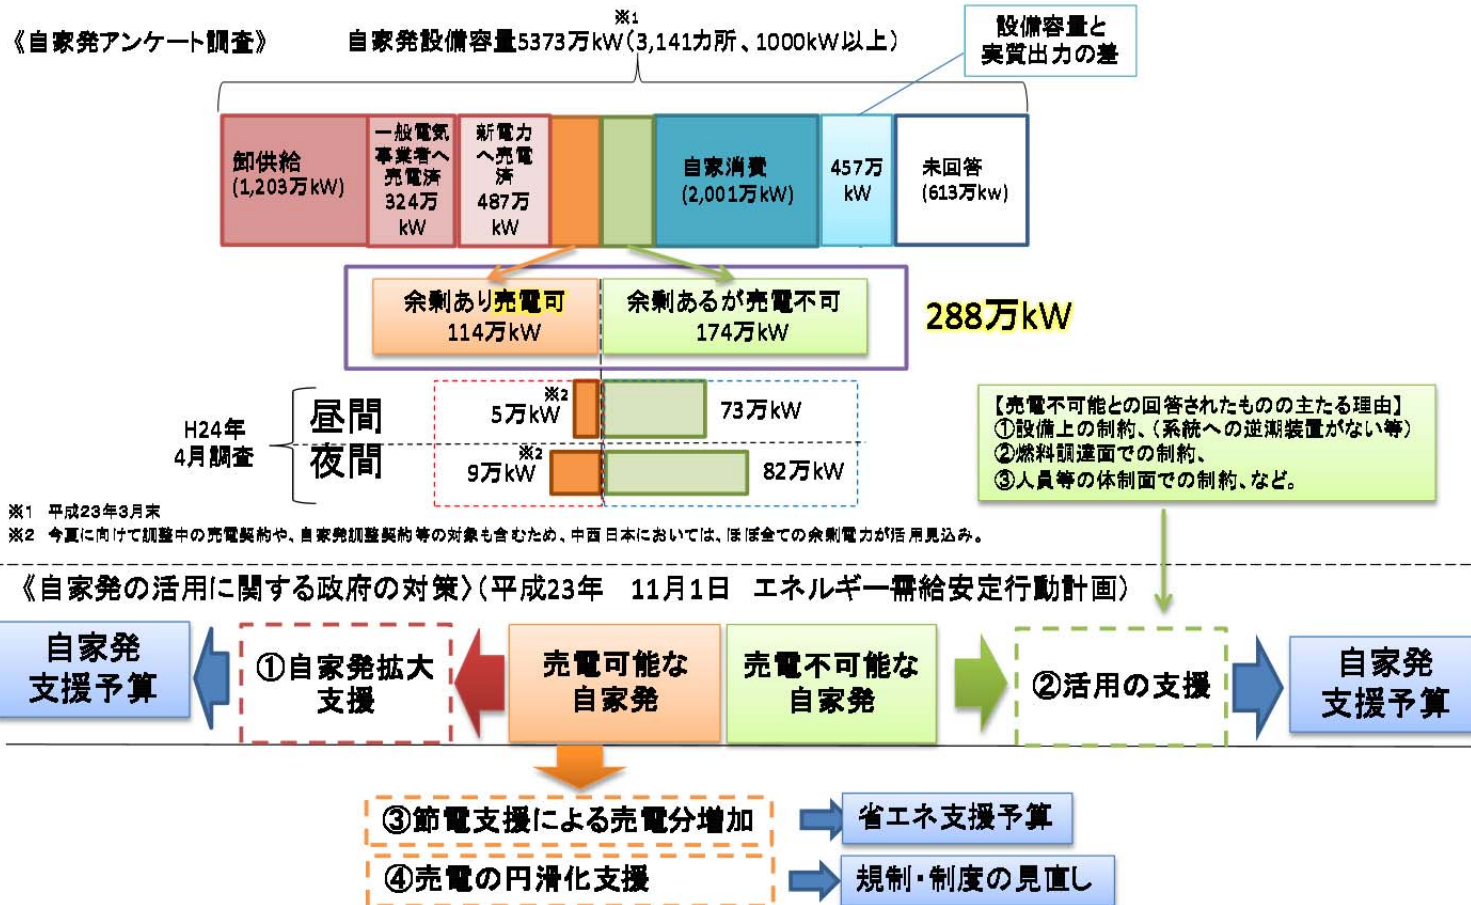 《自家発アンケート調査》
※1
自家発設備容量5373万kW(3,141カ所、1000kW以上)
設備容量と
実質出力の差
卸供給
(1,203万kW)
一般電気
事業者へ
売電済
324万
kW
新電力
へ売電
済
487万
kW
自家消費
(2,001万kW)
457万
kW
未回答
(613万kw)
余剰あり売電可
114万kW
余剰あるが売電不可
174万kW
288万kW
H24年
4月調査
昼間
夜間
5万kW
※2
73万kW
9万kW
※2
82万kW
【売電不可能との回答されたものの主たる理由】
①設備上の制約、(系統への逆潮装置がない等)
②燃料調達面での制約、
③人員等の体制面での制約、など。
※1 平成23年3月末
※2 今夏に向けて調整中の売電契約や、自家発調整契約等の対象も含むため、中西日本においては、ほぼ全ての余剰電力が活用見込み。
《自家発の活用に関する政府の対策〉(平成23年 11月1日 エネルギー需給安定行動計画)
自家発
支援予算
①自家発拡大
支援
売電可能な
自家発
売電不可能な
自家発
②活用の支援
自家発
支援予算
③節電支援による売電分増加
省エネ支援予算
④売電の円滑化支援
規制・制度の見直し